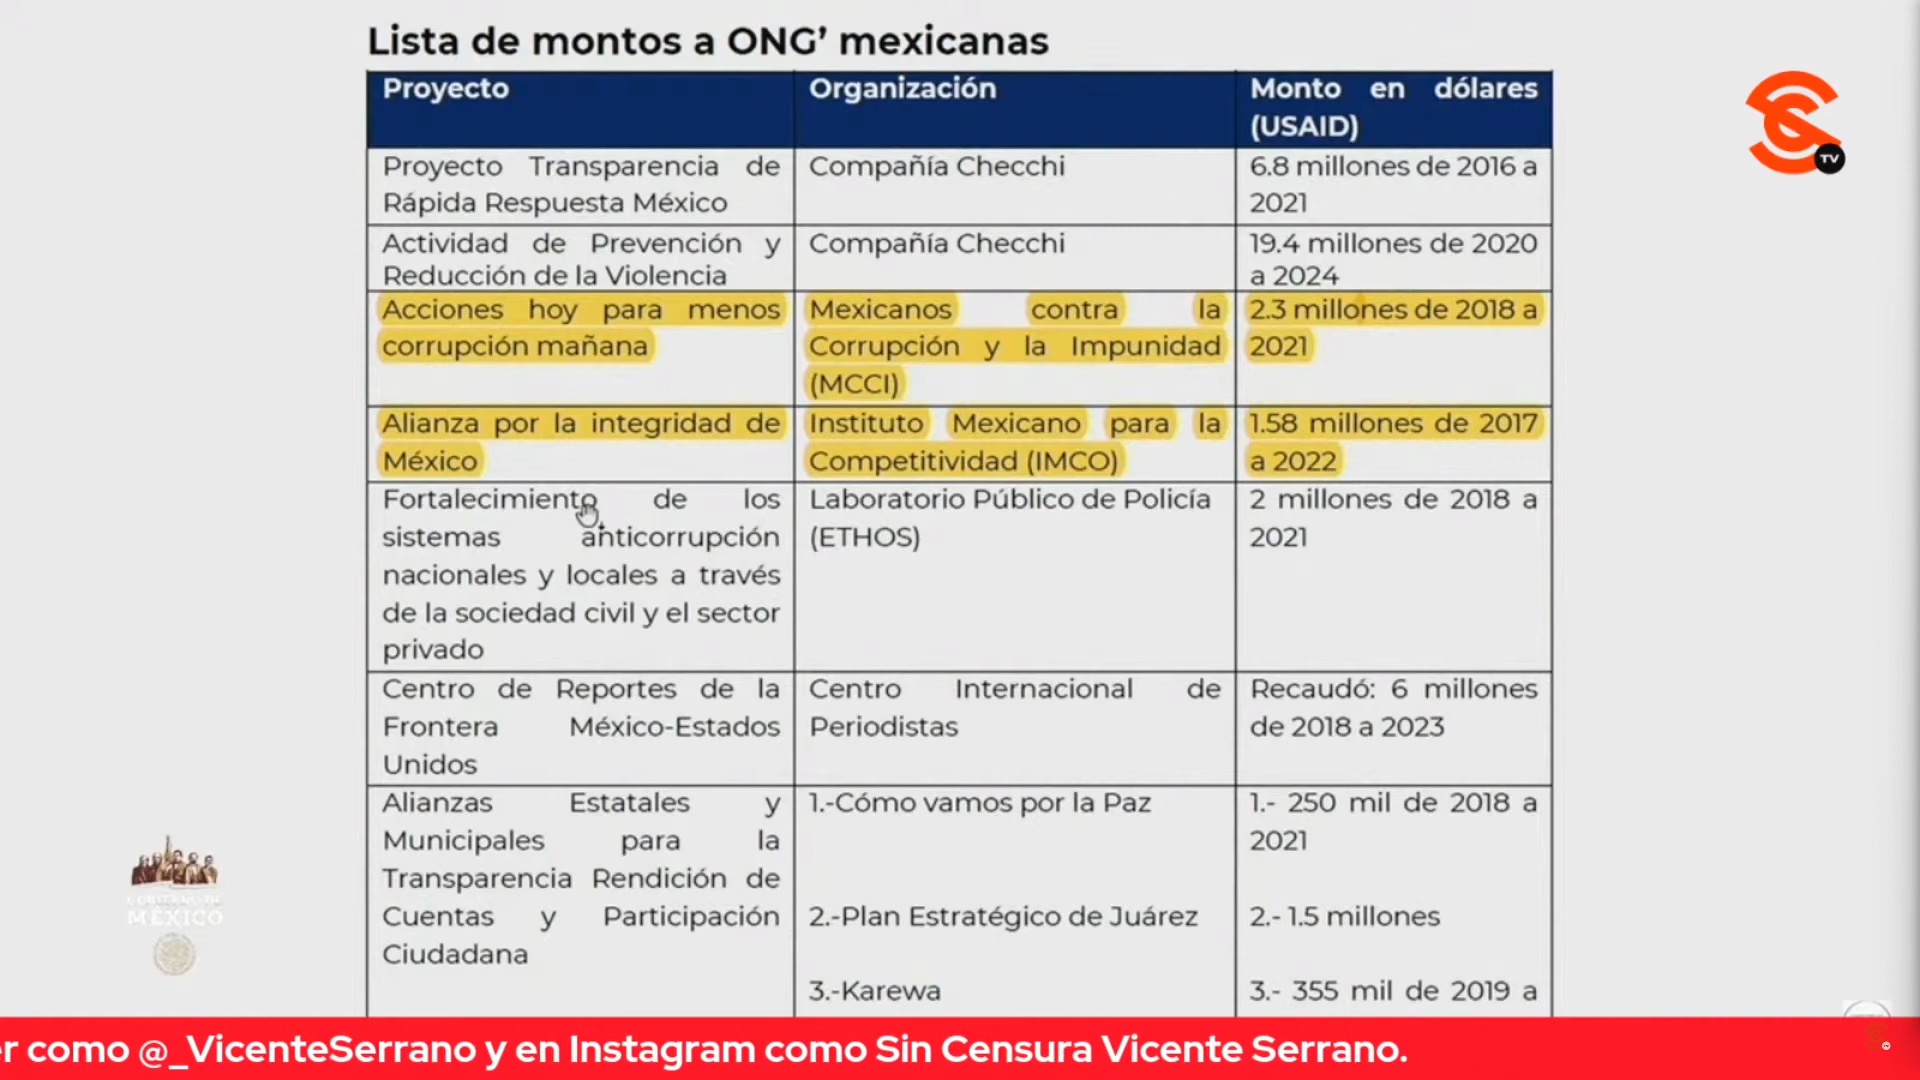 Lista de montos a ONG’ mexicanas
Proyecto
Organización
Monto en dólares
(USAID)
Proyecto Transparencia de
Rápida Respuesta México
Compañía Checchi
6.8 millones de 2016 a
2021
Actividad de Prevención y
Reducción de la Violencia
Compañía Checchi
19.4 millones de 2020
a 2024
Acciones hoy para menos
corrupción mañana
Mexicanos contra la
Corrupción y la Impunidad
(MCCI)
2.3 millones de 2018 a
2021
Alianza por la integridad de
México
Instituto Mexicano para la
Competitividad (IMCO)
1.58 millones de 2017
a 2022
Fortalecimiento de los
sistemas anticorrupción
nacionales y locales a través
de la sociedad civil y el sector
privado
Laboratorio Público de Policía
(ETHOS)
2 millones de 2018 a
2021
Centro de Reportes de la
Frontera México-Estados
Unidos
Centro Internacional de
Periodistas
Recaudó: 6 millones
de 2018 a 2023
Alianzas Estatales y
Municipales para la
Transparencia Rendición de
Cuentas y Participación
Ciudadana
1.-Cómo vamos por la Paz
2.-Plan Estratégico de Juárez
3.-Karewa
1.- 250 mil de 2018 a
2021
2.- 1.5 millones
3.- 355 mil de 2019 a
TV
GOBIERNO DE
MÉXICO
r como @_VicenteSerrano y en Instagram como Sin Censura Vicente Serrano.